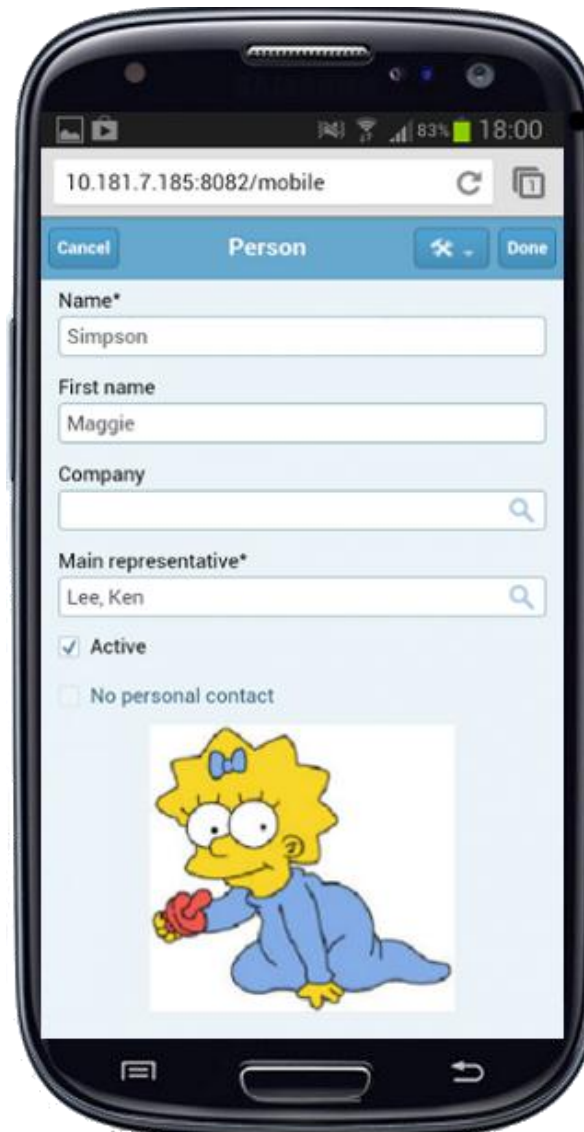 83% 18:00
10.181.7.185:8082/mobile 1
Cancel Person Done
Name*
Simpson
First name
Maggie
Company
Main representative*
Lee, Ken
Active
No personal contact